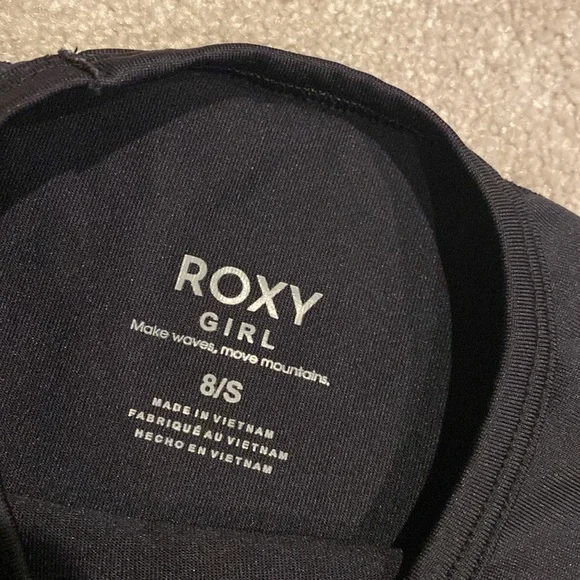 ROXY
GIRL
Make waves, move mountains.
8/S
MADE IN VIETNAM
FABRIQUÉ AU VIETNAM
HECHO EN VIETNAM